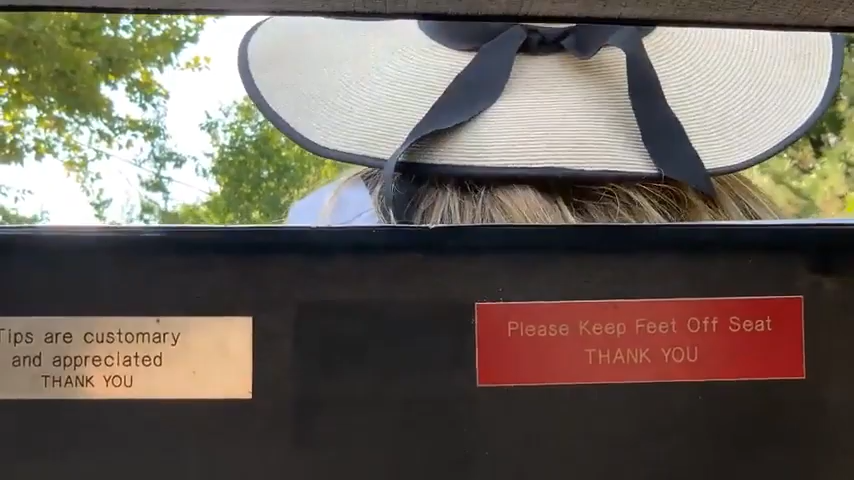 Tips are customary
and appreciated
THANK YOU
Please Keep Feet Off Seat
THANK YOU